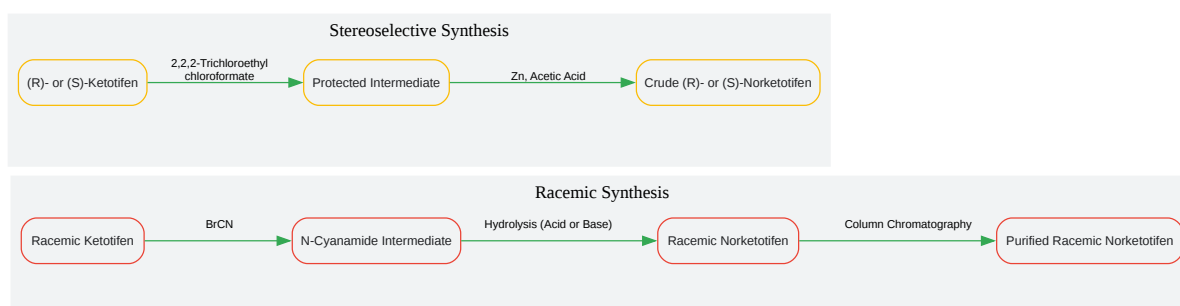 Stereoselective Synthesis
(R)- or (S)-Ketotifen
2,2,2-Trichloroethyl
chloroformate
Protected Intermediate
Zn, Acetic Acid
Crude (R)- or (S)-Norketotifen
Racemic Synthesis
Racemic Ketotifen
BrCN
N-Cyanamide Intermediate
Hydrolysis (Acid or Base)
Racemic Norketotifen
Column Chromatography
Purified Racemic Norketotifen